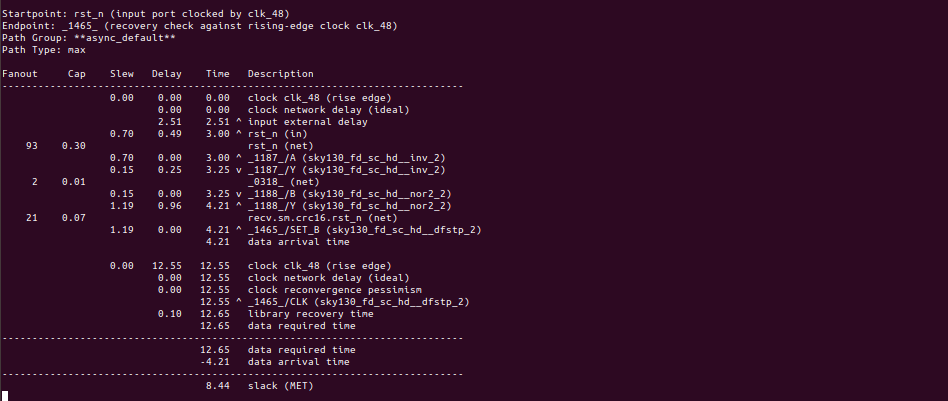 Startpoint: rst_n (input port clocked by clk_48)
Endpoint: _1465_ (recovery check against rising-edge clock clk_48)
Path Group: **async_default**
Path Type: max
Fanout     Cap    Slew   Delay    Time   Description
-----------------------------------------------------------------------------
                  0.00    0.00    0.00   clock clk_48 (rise edge)
                          0.00    0.00   clock network delay (ideal)
                          2.51    2.51 ^ input external delay
                  0.70    0.49    3.00 ^ rst_n (in)
    93    0.30                           rst_n (net)
                  0.70    0.00    3.00 ^ _1187_/A (sky130_fd_sc_hd__inv_2)
                  0.15    0.25    3.25 v _1187_/Y (sky130_fd_sc_hd__inv_2)
     2    0.01                           _0318_ (net)
                  0.15    0.00    3.25 v _1188_/B (sky130_fd_sc_hd__nor2_2)
                  1.19    0.96    4.21 ^ _1188_/Y (sky130_fd_sc_hd__nor2_2)
    21    0.07                           recv.sm.crc16.rst_n (net)
                  1.19    0.00    4.21 ^ _1465_/SET_B (sky130_fd_sc_hd__dfstp_2)
                                  4.21   data arrival time
                  0.00   12.55   12.55   clock clk_48 (rise edge)
                          0.00   12.55   clock network delay (ideal)
                          0.00   12.55   clock reconvergence pessimism
                                 12.55 ^ _1465_/CLK (sky130_fd_sc_hd__dfstp_2)
                          0.10   12.65   library recovery time
                                 12.65   data required time
-----------------------------------------------------------------------------
                                 12.65   data required time
                                 -4.21   data arrival time
-----------------------------------------------------------------------------
                                  8.44   slack (MET)